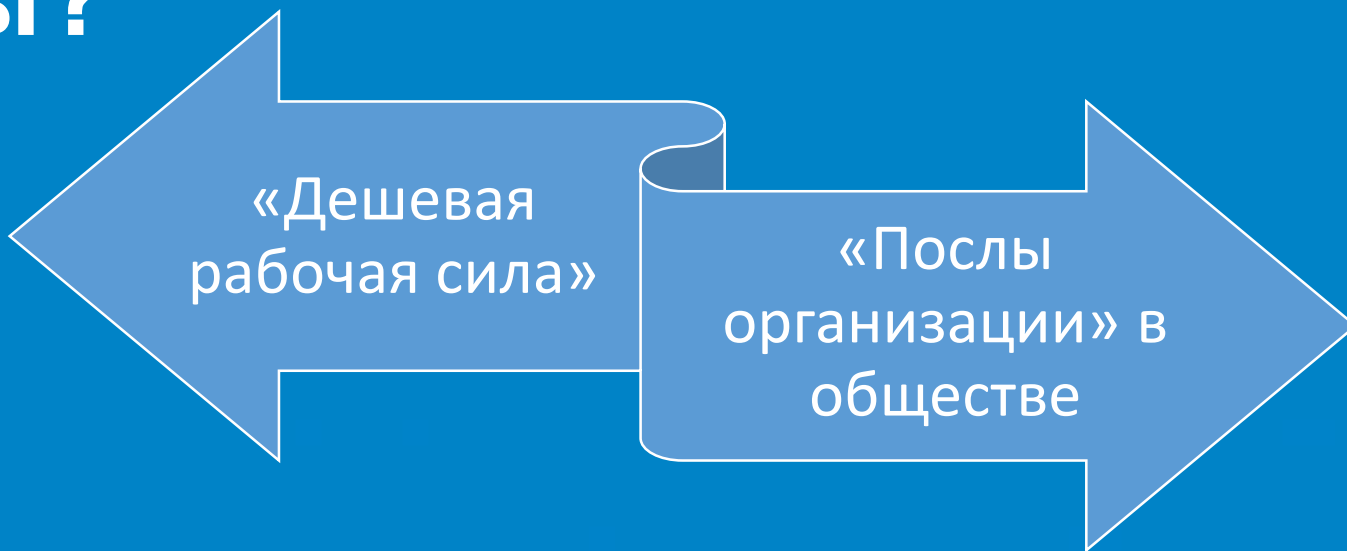 ы?
«Дешевая
рабочая сила»
«Послы
организации» в
обществе